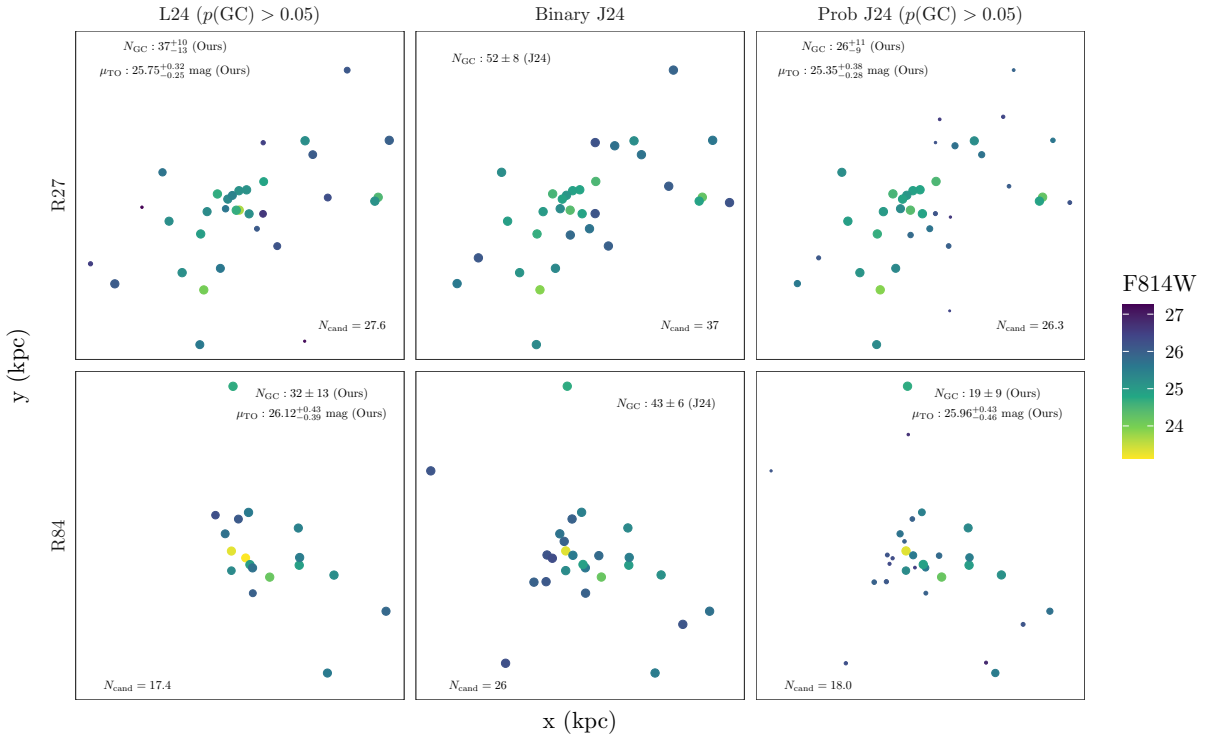 L24 (p(GC) > 0.05)
Binary J24
Prob J24 (p(GC) > 0.05)
N_GC : 37^{+10}_{−13} (Ours)
μ_TO : 25.75^{+0.32}_{−0.25} mag (Ours)
N_cand = 27.6
N_GC : 52 ± 8 (J24)
N_cand = 37
N_GC : 26^{+11}_{−9} (Ours)
μ_TO : 25.35^{+0.38}_{−0.28} mag (Ours)
N_cand = 26.3
R27
N_GC : 32 ± 13 (Ours)
μ_TO : 26.12^{+0.43}_{−0.39} mag (Ours)
N_cand = 17.4
N_GC : 43 ± 6 (J24)
N_cand = 26
N_GC : 19 ± 9 (Ours)
μ_TO : 25.96^{+0.43}_{−0.46} mag (Ours)
N_cand = 18.0
R84
y (kpc)
x (kpc)
F814W
27
26
25
24